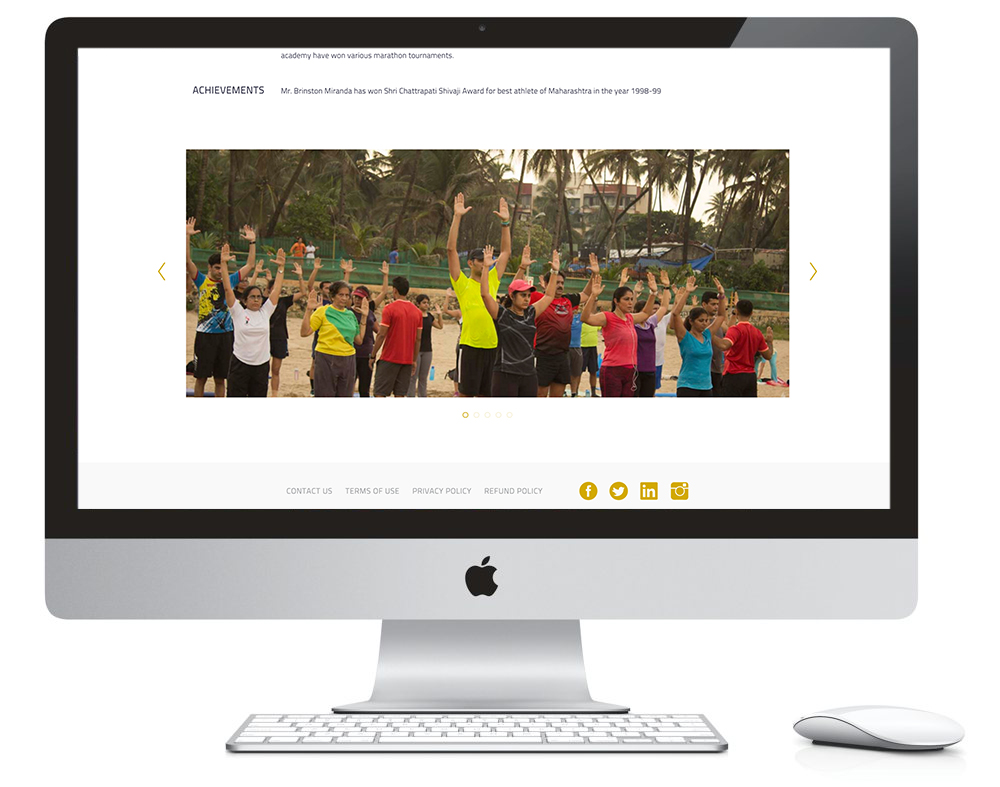 academy have won various marathon tournaments.
ACHIEVEMENTS Mr. Brinston Miranda has won Shri Chattrapati Shivaji Award for best athlete of Maharashtra in the year 1998-99
CONTACT US TERMS OF USE PRIVACY POLICY REFUND POLICY